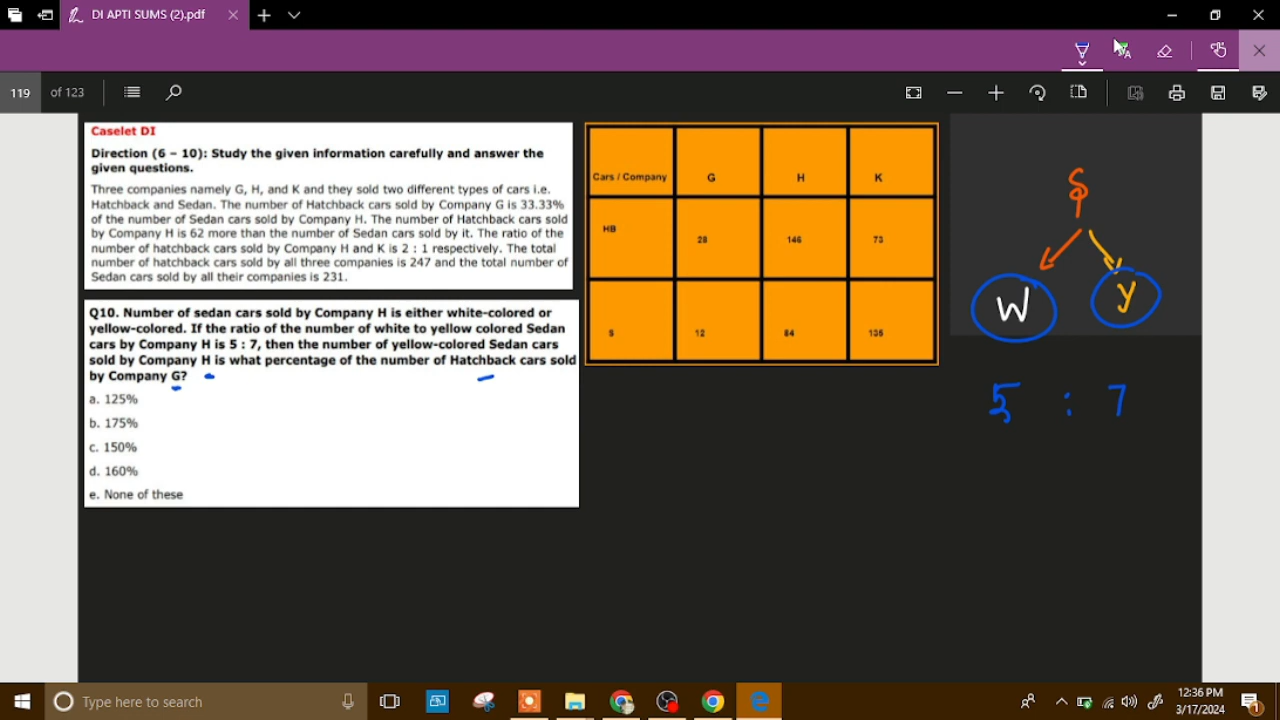 DI APTI SUMS (2).pdf
119 of 123
Caselet DI
Direction (6 – 10): Study the given information carefully and answer the
given questions.
Three companies namely G, H, and K and they sold two different types of cars i.e.
Hatchback and Sedan. The number of Hatchback cars sold by Company G is 33.33%
of the number of Sedan cars sold by Company H. The number of Hatchback cars sold
by Company H is 62 more than the number of Sedan cars sold by it. The ratio of the
number of hatchback cars sold by Company H and K is 2 : 1 respectively. The total
number of hatchback cars sold by all three companies is 247 and the total number of
Sedan cars sold by all their companies is 231.
Q10. Number of sedan cars sold by Company H is either white-colored or
yellow-colored. If the ratio of the number of white to yellow colored Sedan
cars by Company H is 5 : 7, then the number of yellow-colored Sedan cars
sold by Company H is what percentage of the number of Hatchback cars sold
by Company G?
a. 125%
b. 175%
c. 150%
d. 160%
e. None of these
Cars / Company G H K
HB 28 146 73
S 12 84 135
S
W y
5 : 7
Type here to search
12:36 PM
3/17/2024
1